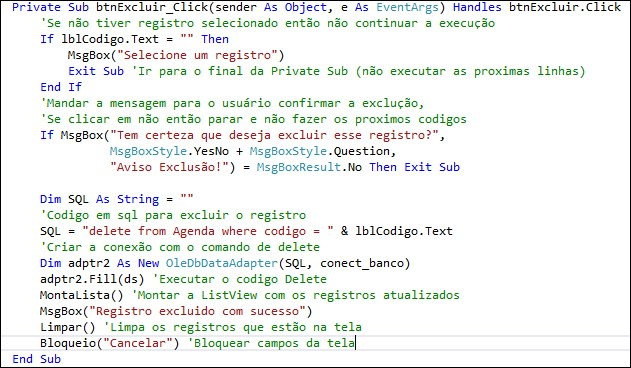 Private Sub btnExcluir_Click(sender As Object, e As EventArgs) Handles btnExcluir.Click
'Se não tiver registro selecionado então não continuar a execução
If lblCodigo.Text = "" Then
MsgBox("Selecione um registro")
Exit Sub 'Ir para o final da Private Sub (não executar as proximas linhas)
End If
'Mandar a mensagem para o usuário confirmar a exclução,
'Se clicar em não então parar e não fazer os proximos codigos
If MsgBox("Tem certeza que deseja excluir esse registro?",
MsgBoxStyle.YesNo + MsgBoxStyle.Question,
"Aviso Exclusão!") = MsgBoxResult.No Then Exit Sub
Dim SQL As String = ""
'Codigo em sql para excluir o registro
SQL = "delete from Agenda where codigo = " & lblCodigo.Text
'Criar a conexão com o comando de delete
Dim adptr2 As New OleDbDataAdapter(SQL, conect_banco)
adptr2.Fill(ds) 'Executar o codigo Delete
MontaLista() 'Montar a ListView com os registros atualizados
MsgBox("Registro excluido com sucesso")
Limpar() 'Limpa os registros que estão na tela
Bloqueio("Cancelar") 'Bloquear campos da tela
End Sub